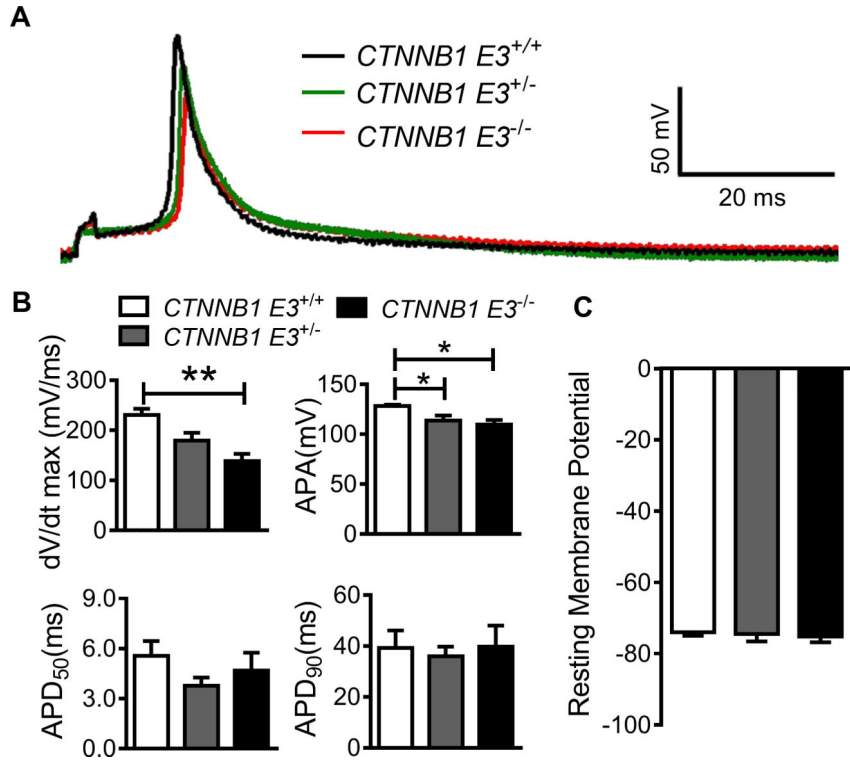 A
CTNNB1 E3+/+
CTNNB1 E3+/-
CTNNB1 E3-/-
50 mV
20 ms
B
CTNNB1 E3+/+
CTNNB1 E3-/-
CTNNB1 E3+/-
dV/dt max (mV/ms)
300
200
100
0
**
APA(mV)
150
100
50
0
*
*
APD50(ms)
9.0
6.0
3.0
0.0
APD90(ms)
60
40
20
0
C
Resting Membrane Potential
0
-20
-40
-60
-80
-100